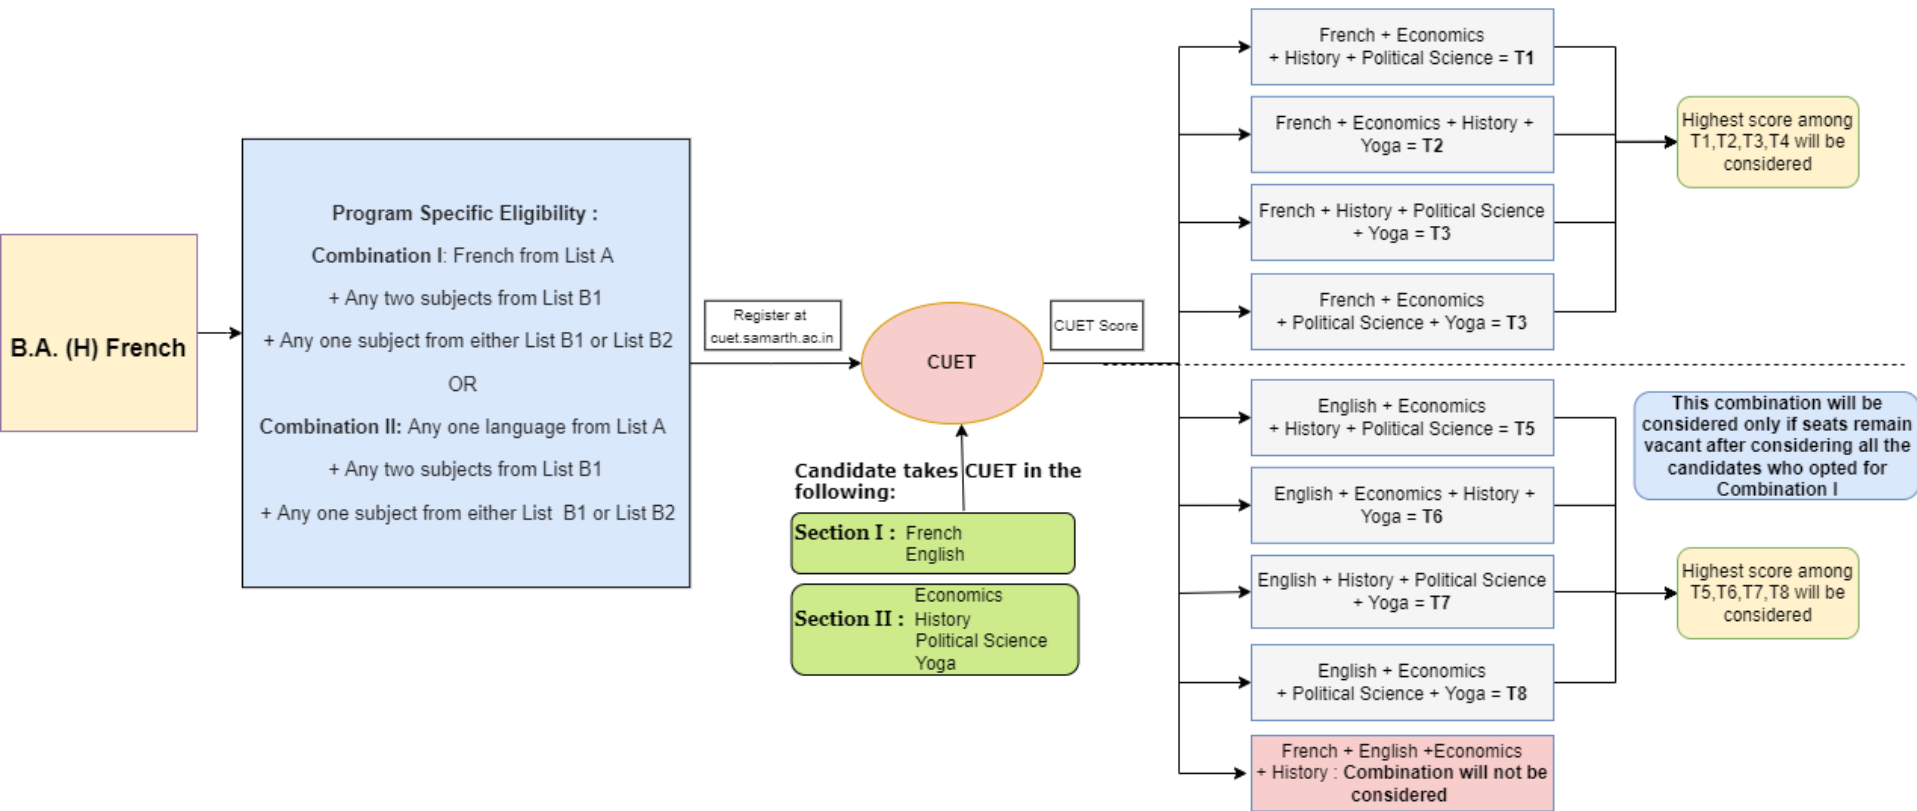 B.A. (H) French
Program Specific Eligibility :
Combination I: French from List A
+ Any two subjects from List B1
+ Any one subject from either List B1 or List B2
OR
Combination II: Any one language from List A
+ Any two subjects from List B1
+ Any one subject from either List B1 or List B2
Register at
cuet.samarth.ac.in
CUET
CUET Score
Candidate takes CUET in the
following:
Section I : French
English
Economics
Section II : History
Political Science
Yoga
French + Economics
+ History + Political Science = T1
French + Economics + History +
Yoga = T2
French + History + Political Science
+ Yoga = T3
French + Economics
+ Political Science + Yoga = T3
Highest score among
T1,T2,T3,T4 will be
considered
English + Economics
+ History + Political Science = T5
English + Economics + History +
Yoga = T6
English + History + Political Science
+ Yoga = T7
English + Economics
+ Political Science + Yoga = T8
This combination will be
considered only if seats remain
vacant after considering all the
candidates who opted for
Combination I
Highest score among
T5,T6,T7,T8 will be
considered
French + English +Economics
+ History : Combination will not be
considered